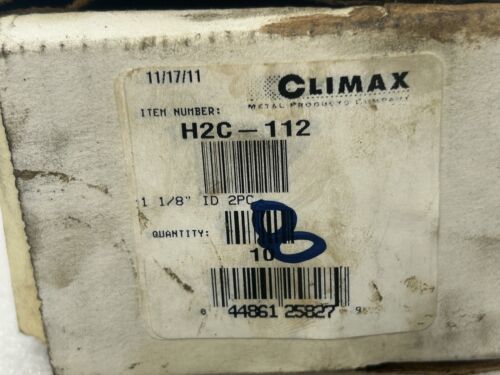 11/17/11
CLIMAX
METAL PRODUCTS COMPANY
ITEM NUMBER:
H2C-112
1 1/8" ID 2PC
QUANTITY:
10
8
0 44861 25827 9